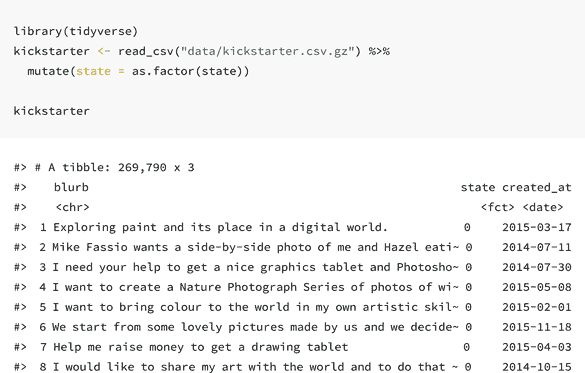 library(tidyverse)
kickstarter <- read_csv("data/kickstarter.csv.gz") %>%
  mutate(state = as.factor(state))
kickstarter
#> # A tibble: 269,790 x 3
#>    blurb                                                         state created_at
#>    <chr>                                                         <fct> <date>
#>  1 Exploring paint and its place in a digital world.             0     2015-03-17
#>  2 Mike Fassio wants a side-by-side photo of me and Hazel eati~ 0     2014-07-11
#>  3 I need your help to get a nice graphics tablet and Photosho~ 0     2014-07-30
#>  4 I want to create a Nature Photograph Series of photos of wi~ 0     2015-05-08
#>  5 I want to bring colour to the world in my own artistic skil~ 0     2015-02-01
#>  6 We start from some lovely pictures made by us and we decide~ 0     2015-11-18
#>  7 Help me raise money to get a drawing tablet                   0     2015-04-03
#>  8 I would like to share my art with the world and to do that ~ 0     2014-10-15